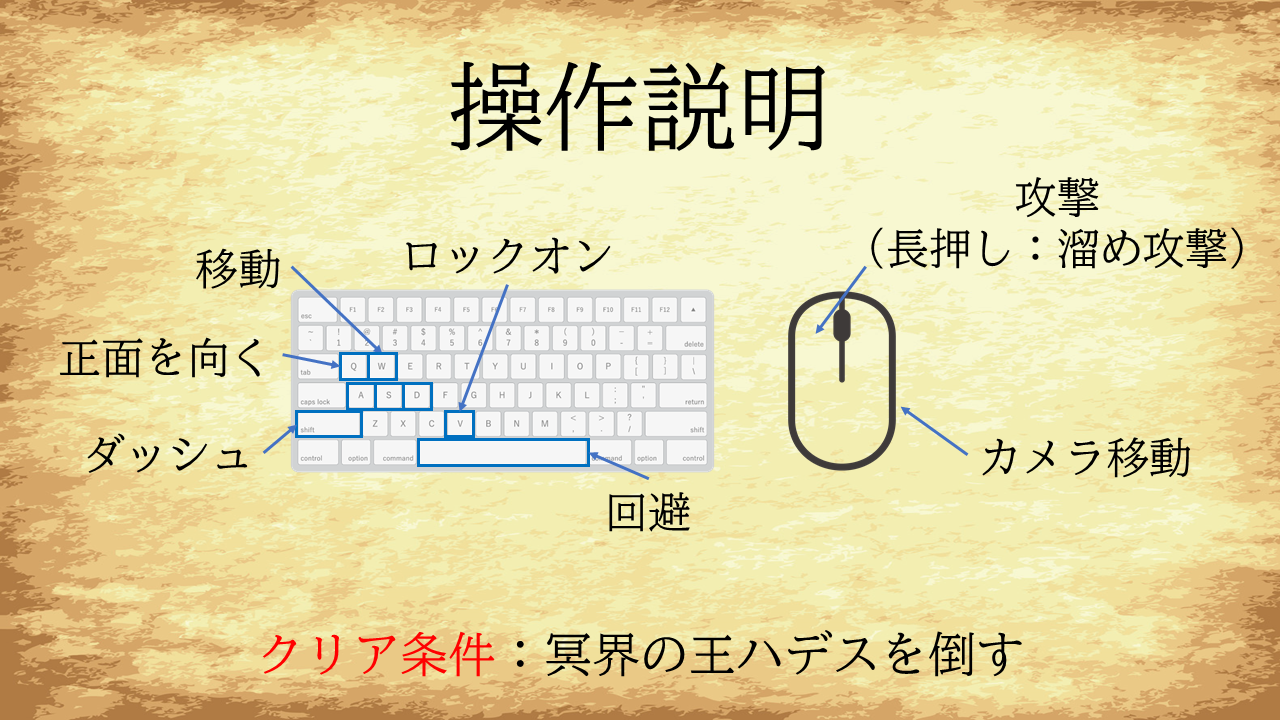 操作説明
攻撃
（長押し：溜め攻撃）
移動
ロックオン
正面を向く
ダッシュ
回避
カメラ移動
esc F1 F2 F3 F4 F5 F7 F8 F9 F10 F11 F12
~ ! @ # $ % ^ & * ( ) - +
1 2 3 4 5 6 7 8 9 0 - = delete
tab Q W E R T Y U I O P { [ } ] | \
caps lock A S D F G H J K L : ; " ' return
shift Z X C V B N M < , > . ? / shift
control option command option control
クリア条件：冥界の王ハデスを倒す